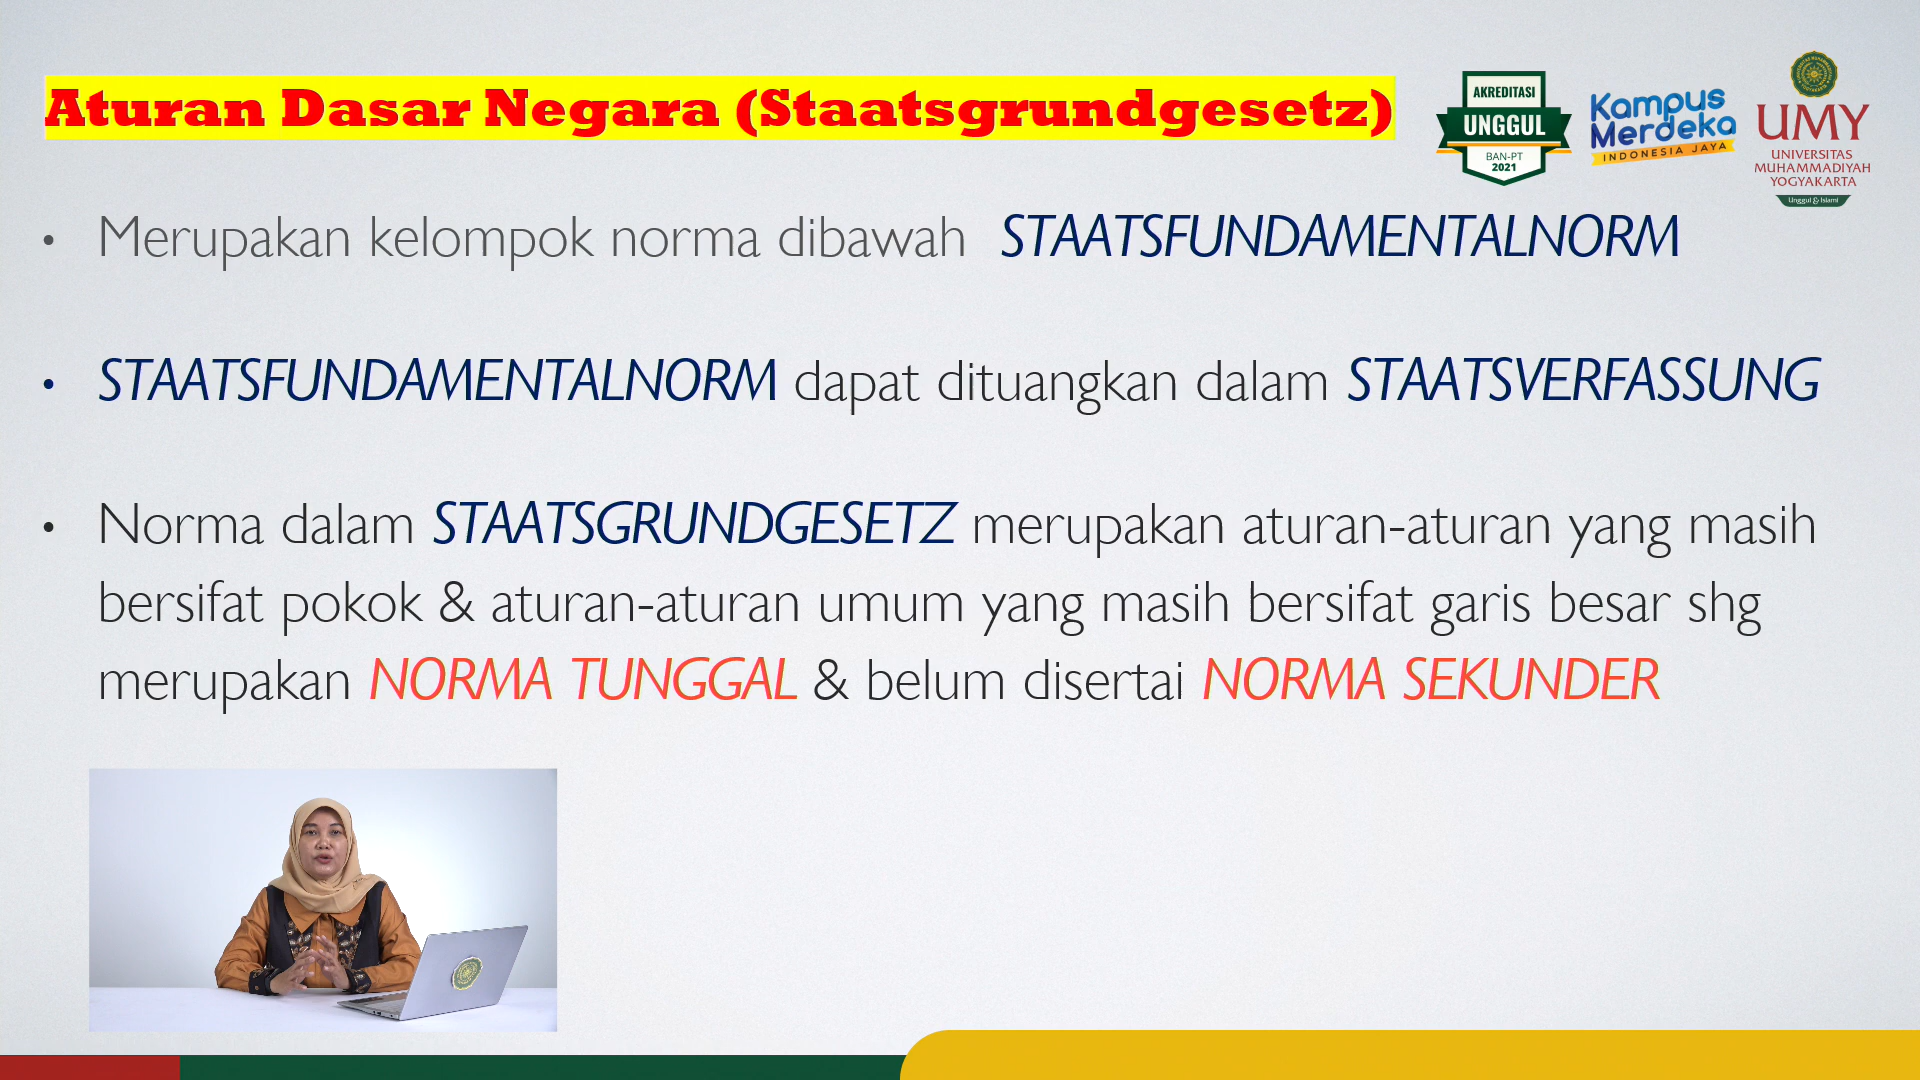 Aturan Dasar Negara (Staatsgrundgesetz)
AKREDITASI
UNGGUL
BAN-PT
2021
Kampus
Merdeka
INDONESIA JAYA
UMY
UNIVERSITAS
MUHAMMADIYAH
YOGYAKARTA
Unggul & Islami
• Merupakan kelompok norma dibawah STAATSFUNDAMENTALNORM
• STAATSFUNDAMENTALNORM dapat dituangkan dalam STAATSVERFASSUNG
• Norma dalam STAATSGRUNDGESETZ merupakan aturan-aturan yang masih
bersifat pokok & aturan-aturan umum yang masih bersifat garis besar shg
merupakan NORMA TUNGGAL & belum disertai NORMA SEKUNDER